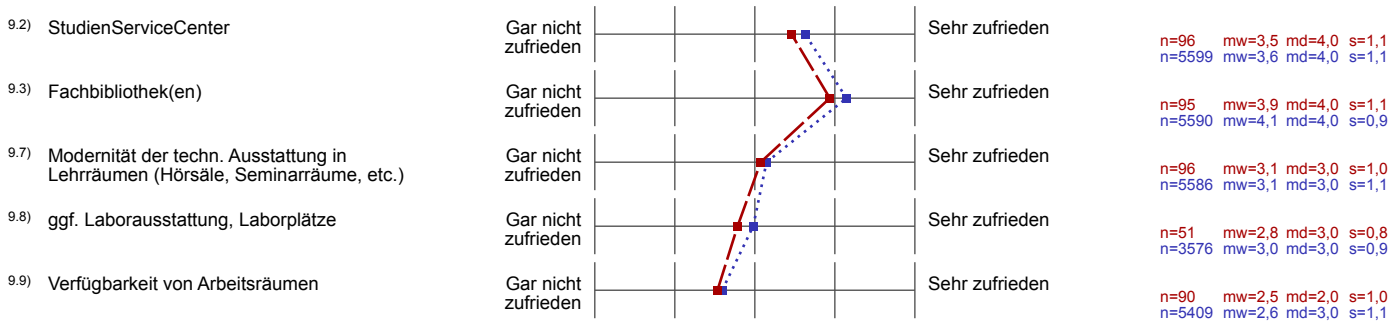 9.2) StudienServiceCenter
Gar nicht
zufrieden
Sehr zufrieden
n=96 mw=3,5 md=4,0 s=1,1
n=5599 mw=3,6 md=4,0 s=1,1
9.3) Fachbibliothek(en)
Gar nicht
zufrieden
Sehr zufrieden
n=95 mw=3,9 md=4,0 s=1,1
n=5590 mw=4,1 md=4,0 s=0,9
9.7) Modernität der techn. Ausstattung in
Lehrräumen (Hörsäle, Seminarräume, etc.)
Gar nicht
zufrieden
Sehr zufrieden
n=96 mw=3,1 md=3,0 s=1,0
n=5586 mw=3,1 md=3,0 s=1,1
9.8) ggf. Laborausstattung, Laborplätze
Gar nicht
zufrieden
Sehr zufrieden
n=51 mw=2,8 md=3,0 s=0,8
n=3576 mw=3,0 md=3,0 s=0,9
9.9) Verfügbarkeit von Arbeitsräumen
Gar nicht
zufrieden
Sehr zufrieden
n=90 mw=2,5 md=2,0 s=1,0
n=5409 mw=2,6 md=3,0 s=1,1